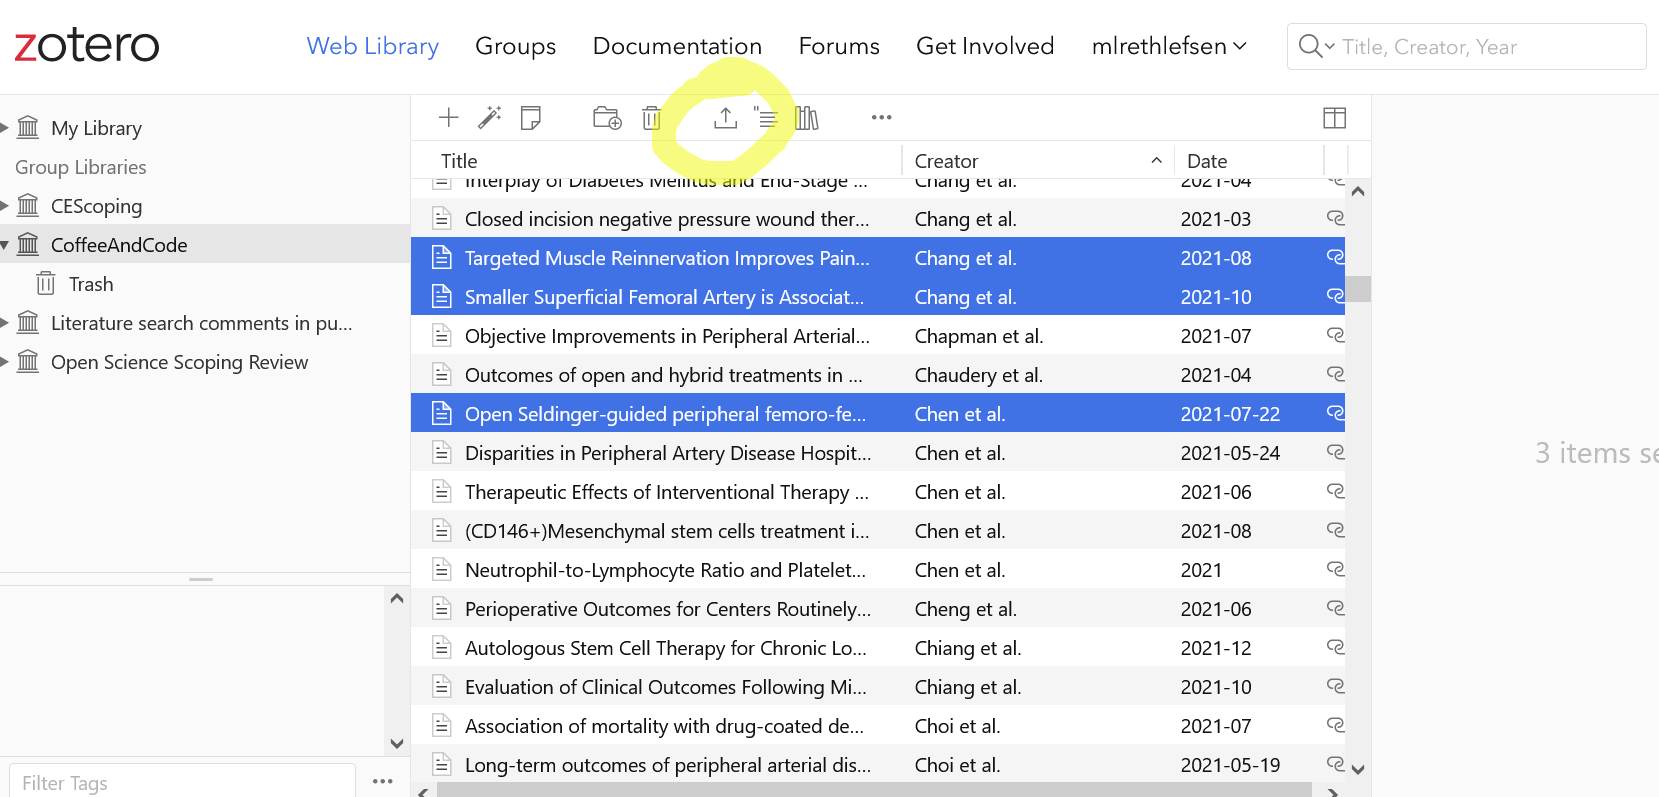 zotero Web Library Groups Documentation Forums Get Involved mlrethlefsen Title, Creator, Year
My Library
Group Libraries
CEScoping
CoffeeAndCode
Trash
Literature search comments in pu...
Open Science Scoping Review
Filter Tags
Title Creator Date
Interplay of Diabetes Mellitus and End-Stage ... Chang et al. 2021-04
Closed incision negative pressure wound ther... Chang et al. 2021-03
Targeted Muscle Reinnervation Improves Pain... Chang et al. 2021-08
Smaller Superficial Femoral Artery is Associat... Chang et al. 2021-10
Objective Improvements in Peripheral Arterial... Chapman et al. 2021-07
Outcomes of open and hybrid treatments in ... Chaudery et al. 2021-04
Open Seldinger-guided peripheral femoro-fe... Chen et al. 2021-07-22
Disparities in Peripheral Artery Disease Hospit... Chen et al. 2021-05-24
Therapeutic Effects of Interventional Therapy ... Chen et al. 2021-06
(CD146+)Mesenchymal stem cells treatment i... Chen et al. 2021-08
Neutrophil-to-Lymphocyte Ratio and Platelet... Chen et al. 2021
Perioperative Outcomes for Centers Routinely... Cheng et al. 2021-06
Autologous Stem Cell Therapy for Chronic Lo... Chiang et al. 2021-12
Evaluation of Clinical Outcomes Following Mi... Chiang et al. 2021-10
Association of mortality with drug-coated de... Choi et al. 2021-07
Long-term outcomes of peripheral arterial dis... Choi et al. 2021-05-19
3 items se